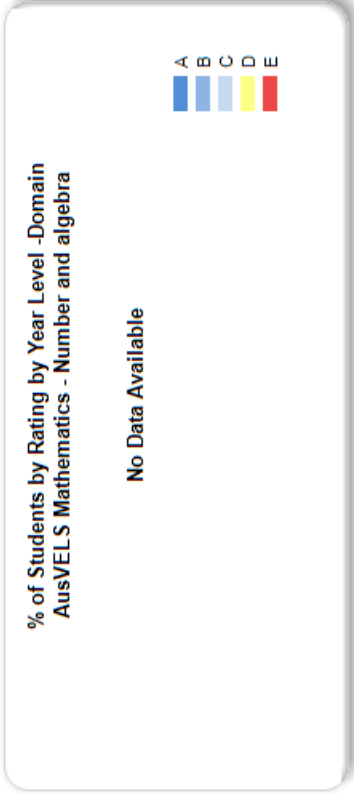 % of Students by Rating by Year Level -Domain
AusVELS Mathematics - Number and algebra
No Data Available
A
B
C
D
E